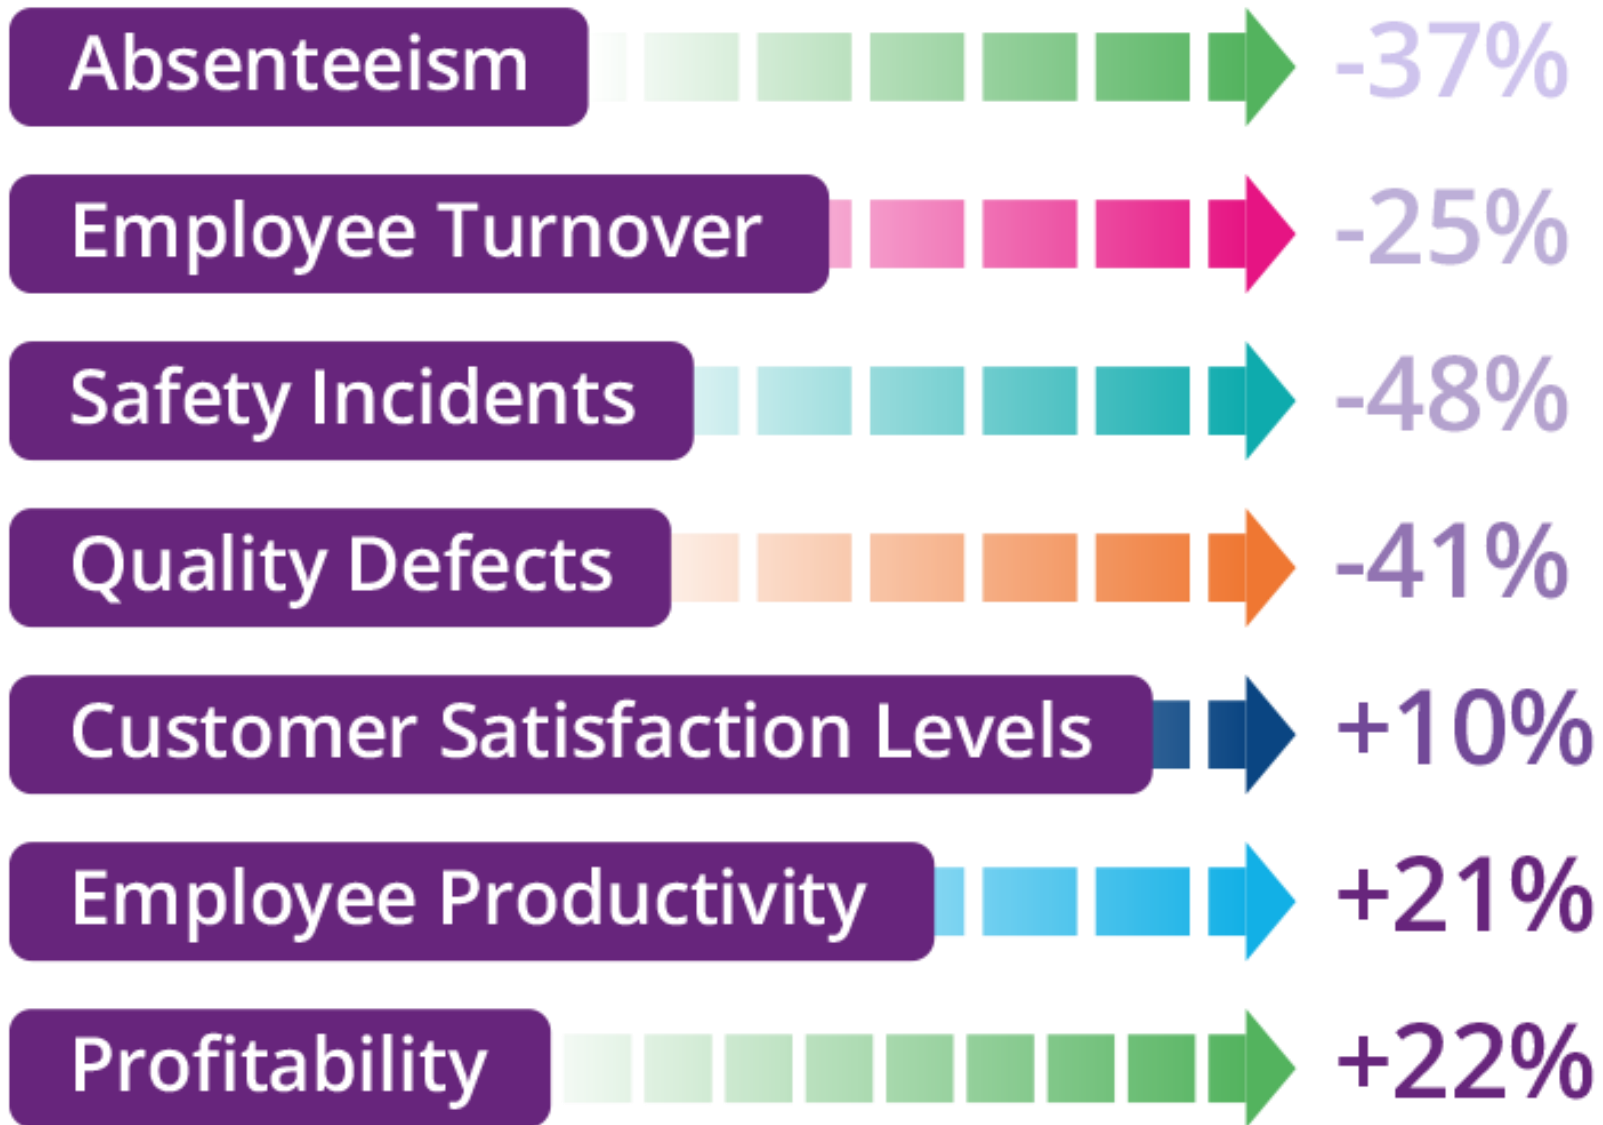 Absenteeism -37%
Employee Turnover -25%
Safety Incidents -48%
Quality Defects -41%
Customer Satisfaction Levels +10%
Employee Productivity +21%
Profitability +22%